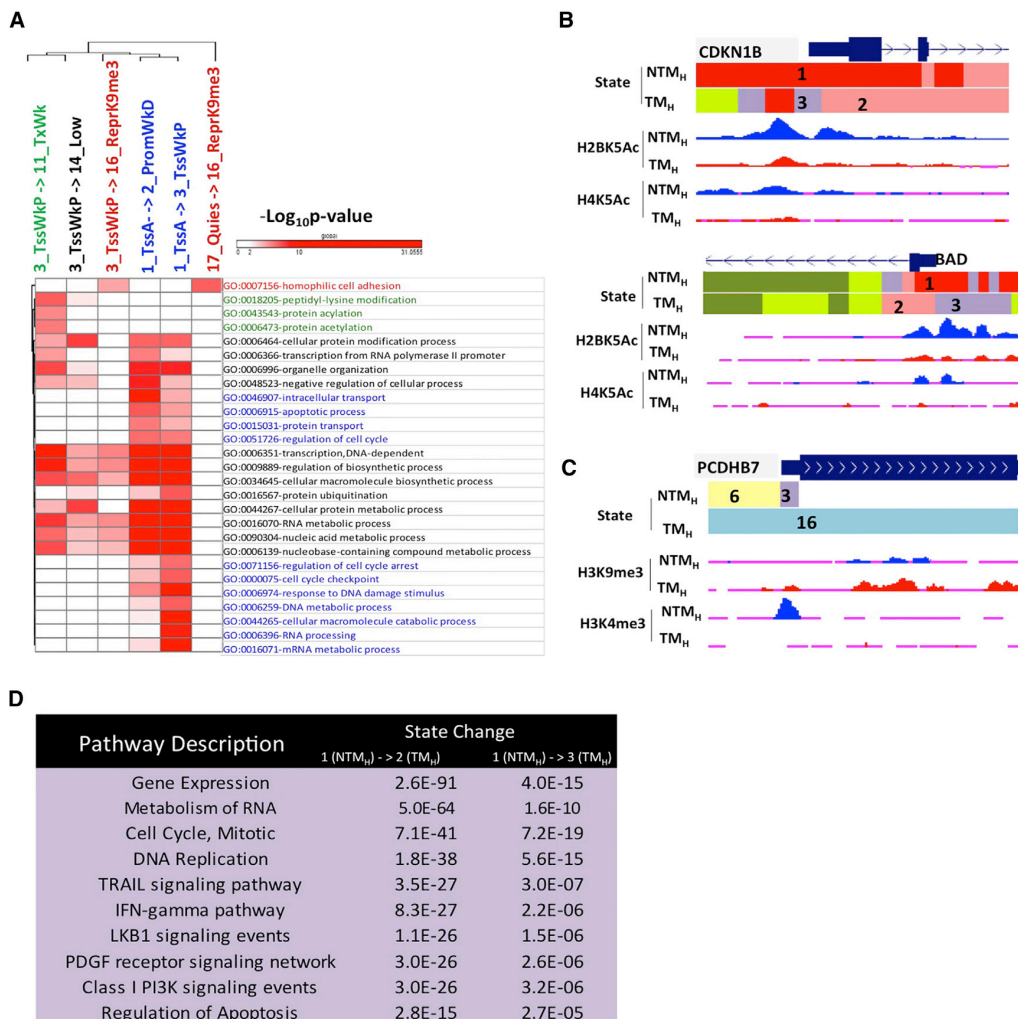 A
3_TssWkP -> 11_TxWk
3_TssWkP -> 14_Low
3_TssWkP -> 16_ReprK9me3
1_TssA- -> 2_PromWkD
1_TssA -> 3_TssWkP
17_Quies -> 16_ReprK9me3
-Log10p-value
global
0 2 10 31.0555
GO:0007156-homophilic cell adhesion
GO:0018205-peptidyl-lysine modification
GO:0043543-protein acylation
GO:0006473-protein acetylation
GO:0006464-cellular protein modification process
GO:0006366-transcription from RNA polymerase II promoter
GO:0006996-organelle organization
GO:0048523-negative regulation of cellular process
GO:0046907-intracellular transport
GO:0006915-apoptotic process
GO:0015031-protein transport
GO:0051726-regulation of cell cycle
GO:0006351-transcription,DNA-dependent
GO:0009889-regulation of biosynthetic process
GO:0034645-cellular macromolecule biosynthetic process
GO:0016567-protein ubiquitination
GO:0044267-cellular protein metabolic process
GO:0016070-RNA metabolic process
GO:0090304-nucleic acid metabolic process
GO:0006139-nucleobase-containing compound metabolic process
GO:0071156-regulation of cell cycle arrest
GO:0000075-cell cycle checkpoint
GO:0006974-response to DNA damage stimulus
GO:0006259-DNA metabolic process
GO:0044265-cellular macromolecule catabolic process
GO:0006396-RNA processing
GO:0016071-mRNA metabolic process
B
CDKN1B
State
NTMH
1
TMH
3 2
H2BK5Ac
NTMH
TMH
H4K5Ac
NTMH
TMH
BAD
State
NTMH
1
TMH
2 3
H2BK5Ac
NTMH
TMH
H4K5Ac
NTMH
TMH
C
PCDHB7
State
NTMH
6 3
TMH
16
H3K9me3
NTMH
TMH
H3K4me3
NTMH
TMH
D
Pathway Description
State Change
1 (NTMH) - > 2 (TMH) 1 (NTMH) -> 3 (TMH)
Gene Expression 2.6E-91 4.0E-15
Metabolism of RNA 5.0E-64 1.6E-10
Cell Cycle, Mitotic 7.1E-41 7.2E-19
DNA Replication 1.8E-38 5.6E-15
TRAIL signaling pathway 3.5E-27 3.0E-07
IFN-gamma pathway 8.3E-27 2.2E-06
LKB1 signaling events 1.1E-26 1.5E-06
PDGF receptor signaling network 3.0E-26 2.6E-06
Class I PI3K signaling events 3.0E-26 3.2E-06
Regulation of Apoptosis 2.8E-15 2.7E-05